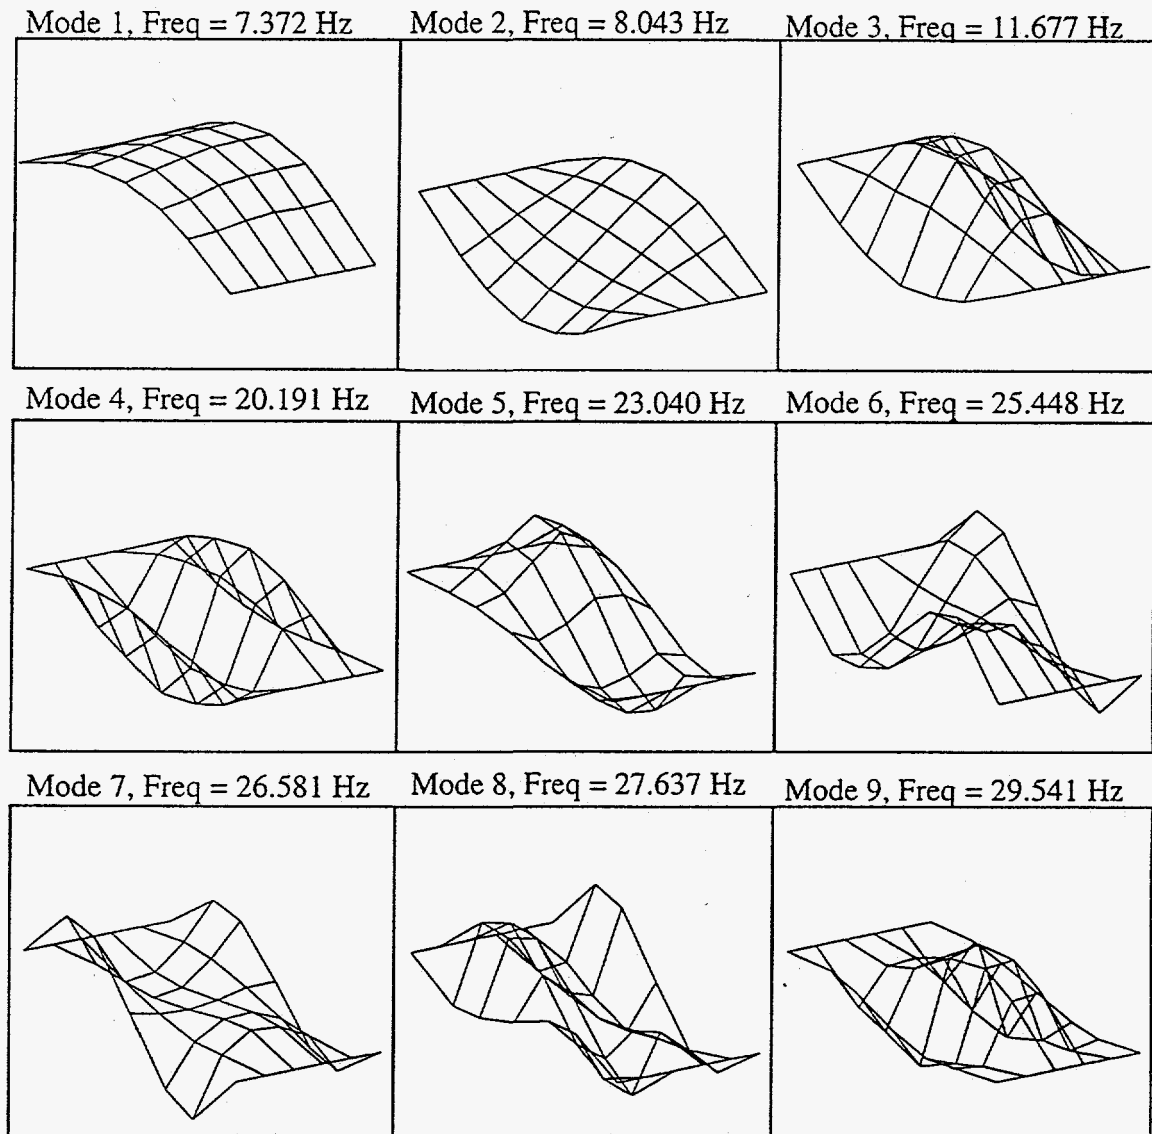 Mode 1, Freq = 7.372 Hz
Mode 2, Freq = 8.043 Hz
Mode 3, Freq = 11.677 Hz
Mode 4, Freq = 20.191 Hz
Mode 5, Freq = 23.040 Hz
Mode 6, Freq = 25.448 Hz
Mode 7, Freq = 26.581 Hz
Mode 8, Freq = 27.637 Hz
Mode 9, Freq = 29.541 Hz